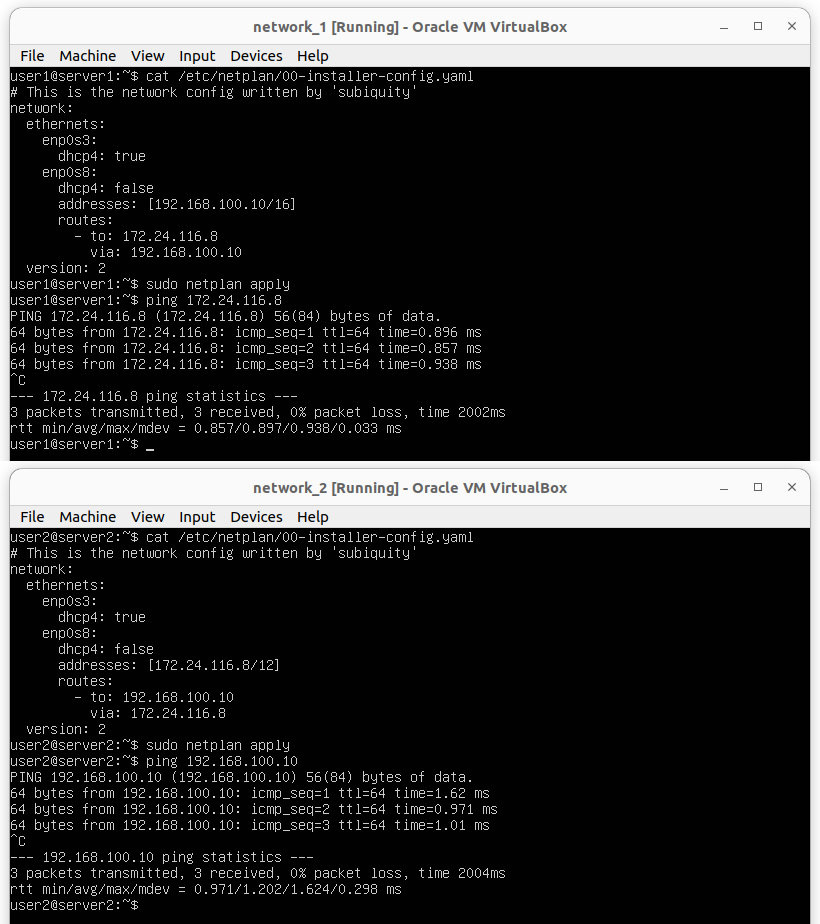 network_1 [Running] - Oracle VM VirtualBox
File Machine View Input Devices Help
user1@server1:~$ cat /etc/netplan/00-installer-config.yaml
# This is the network config written by 'subiquity'
network:
  ethernets:
    enp0s3:
      dhcp4: true
    enp0s8:
      dhcp4: false
      addresses: [192.168.100.10/16]
      routes:
        - to: 172.24.116.8
          via: 192.168.100.10
  version: 2
user1@server1:~$ sudo netplan apply
user1@server1:~$ ping 172.24.116.8
PING 172.24.116.8 (172.24.116.8) 56(84) bytes of data.
64 bytes from 172.24.116.8: icmp_seq=1 ttl=64 time=0.896 ms
64 bytes from 172.24.116.8: icmp_seq=2 ttl=64 time=0.857 ms
64 bytes from 172.24.116.8: icmp_seq=3 ttl=64 time=0.938 ms
^C
--- 172.24.116.8 ping statistics ---
3 packets transmitted, 3 received, 0% packet loss, time 2002ms
rtt min/avg/max/mdev = 0.857/0.897/0.938/0.033 ms
user1@server1:~$ _
network_2 [Running] - Oracle VM VirtualBox
File Machine View Input Devices Help
user2@server2:~$ cat /etc/netplan/00-installer-config.yaml
# This is the network config written by 'subiquity'
network:
  ethernets:
    enp0s3:
      dhcp4: true
    enp0s8:
      dhcp4: false
      addresses: [172.24.116.8/12]
      routes:
        - to: 192.168.100.10
          via: 172.24.116.8
  version: 2
user2@server2:~$ sudo netplan apply
user2@server2:~$ ping 192.168.100.10
PING 192.168.100.10 (192.168.100.10) 56(84) bytes of data.
64 bytes from 192.168.100.10: icmp_seq=1 ttl=64 time=1.62 ms
64 bytes from 192.168.100.10: icmp_seq=2 ttl=64 time=0.971 ms
64 bytes from 192.168.100.10: icmp_seq=3 ttl=64 time=1.01 ms
^C
--- 192.168.100.10 ping statistics ---
3 packets transmitted, 3 received, 0% packet loss, time 2004ms
rtt min/avg/max/mdev = 0.971/1.202/1.624/0.298 ms
user2@server2:~$